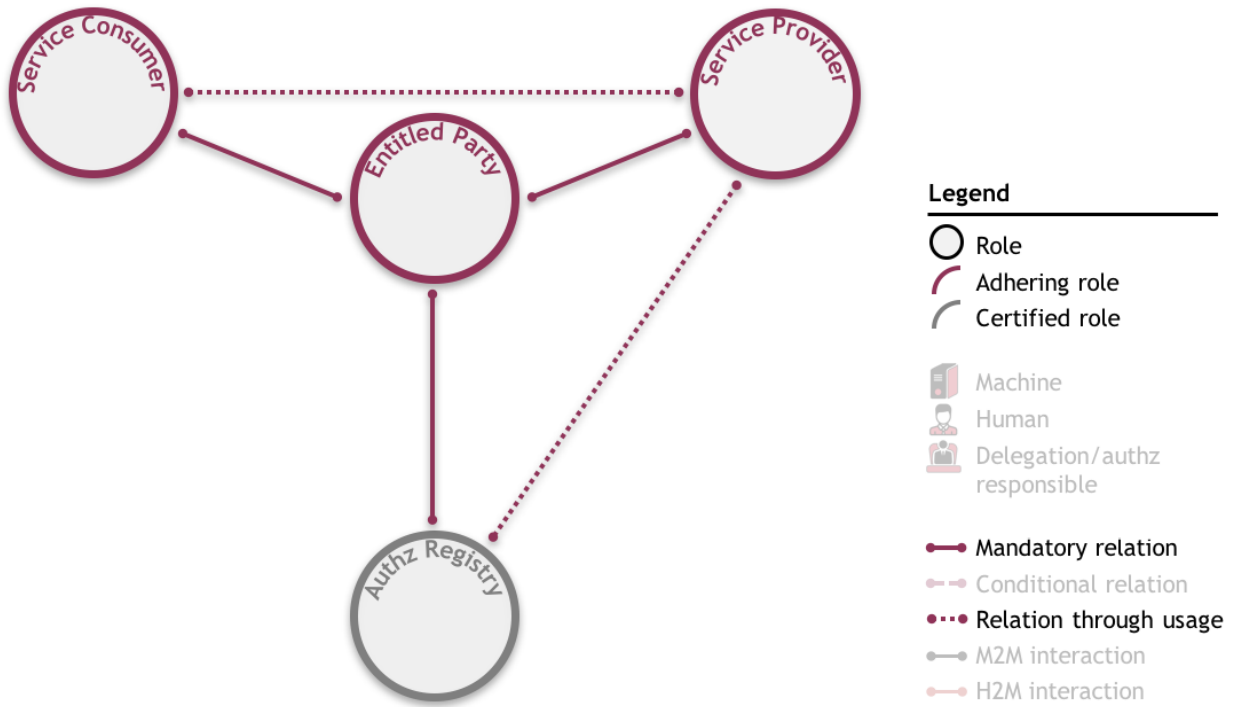 Service Consumer
Service Provider
Entitled Party
Authz Registry
Legend
Role
Adhering role
Certified role
Machine
Human
Delegation/authz
responsible
Mandatory relation
Conditional relation
Relation through usage
M2M interaction
H2M interaction